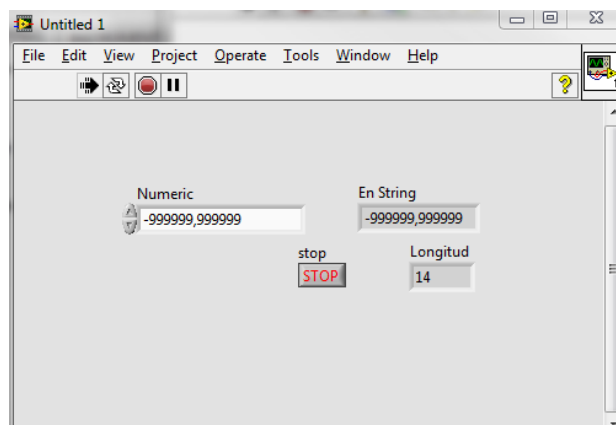 Untitled 1
File Edit View Project Operate Tools Window Help
?
Numeric
-999999,999999
En String
-999999,999999
stop
STOP
Longitud
14